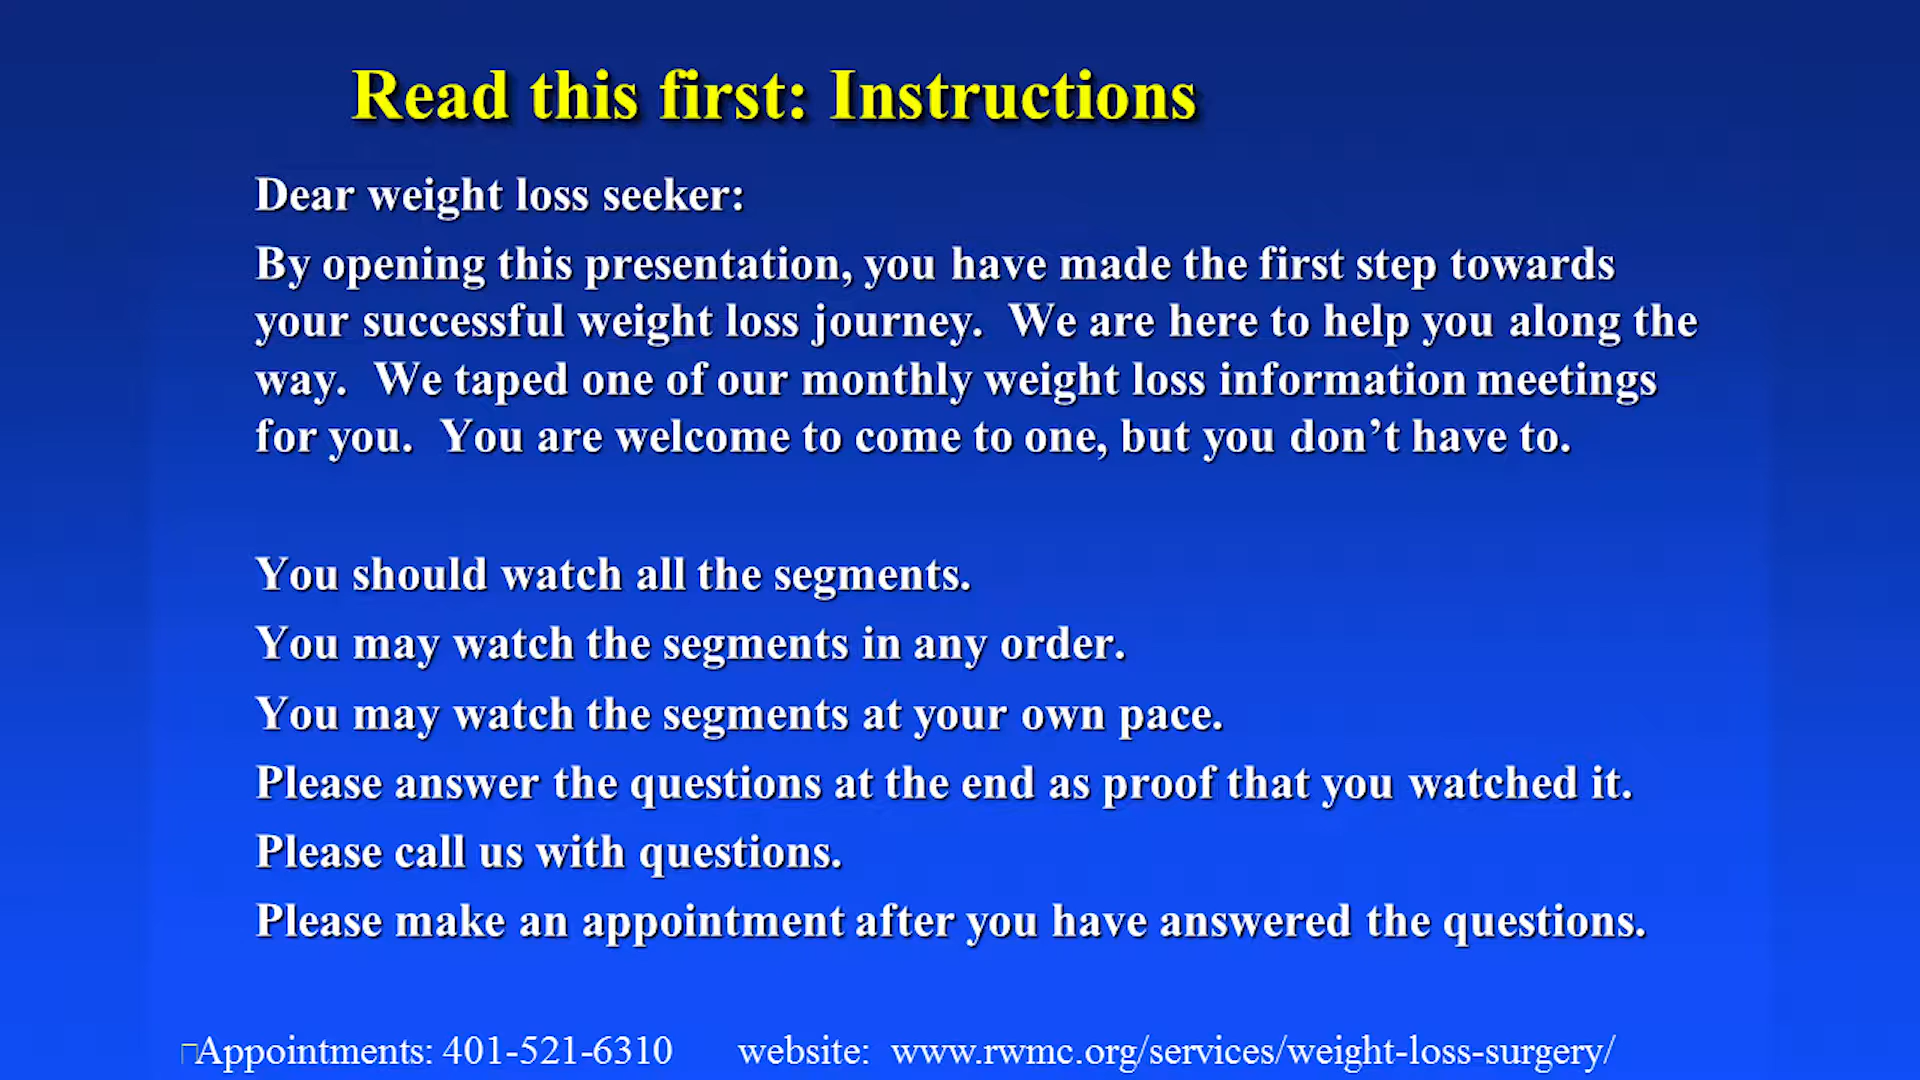 Read this first: Instructions
Dear weight loss seeker:
By opening this presentation, you have made the first step towards
your successful weight loss journey.  We are here to help you along the
way.  We taped one of our monthly weight loss information meetings
for you.  You are welcome to come to one, but you don’t have to.
You should watch all the segments.
You may watch the segments in any order.
You may watch the segments at your own pace.
Please answer the questions at the end as proof that you watched it.
Please call us with questions.
Please make an appointment after you have answered the questions.
Appointments: 401-521-6310 website: www.rwmc.org/services/weight-loss-surgery/